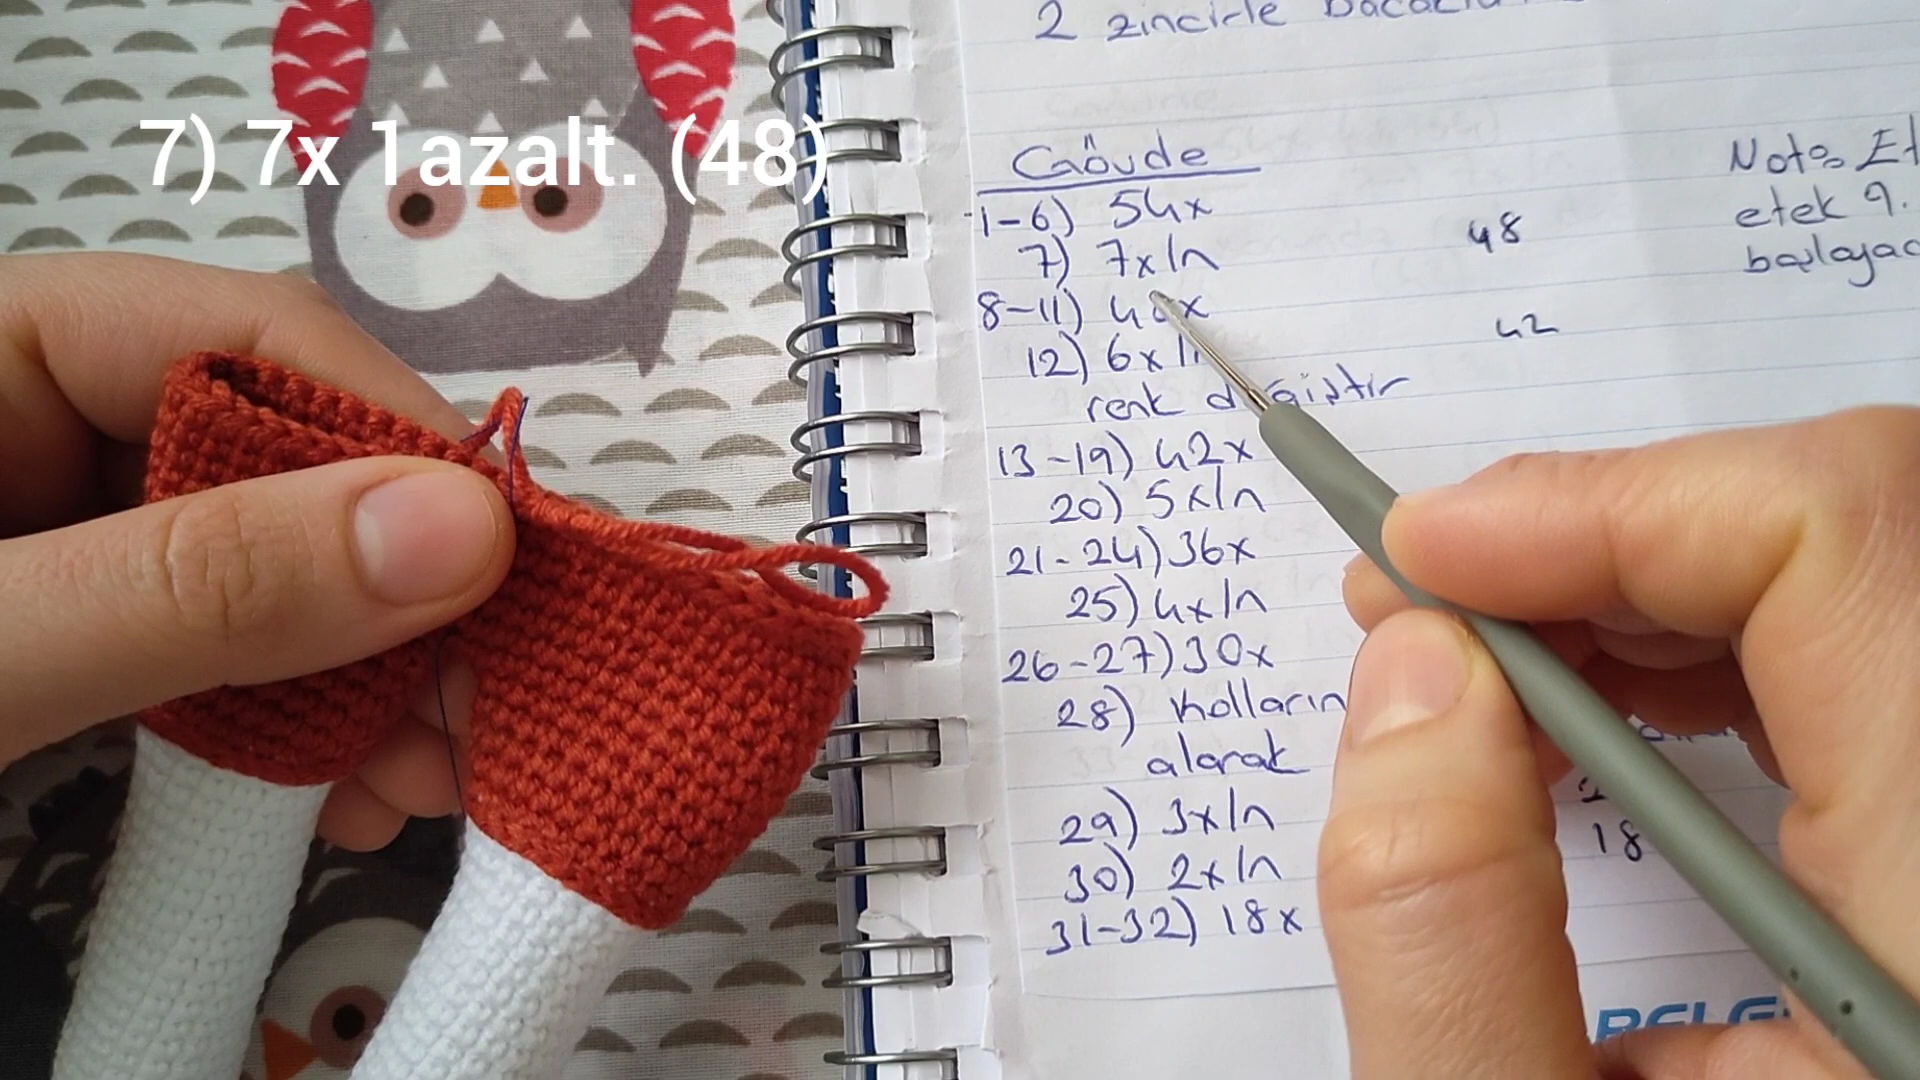 7) 7x 1azalt. (48)
2 zincirle
Gövde
1-6) 54x
7) 7x1n 48
8-11) 48x
12) 6x1n 42
renk değiştir
13-19) 42x
20) 5x1n
21-24) 36x
25) 4x1n
26-27) 30x
28) Kolların
alarak
29) 3x1n
30) 2x1n 18
31-32) 18x
Not: Et
etek 9.
başlayac